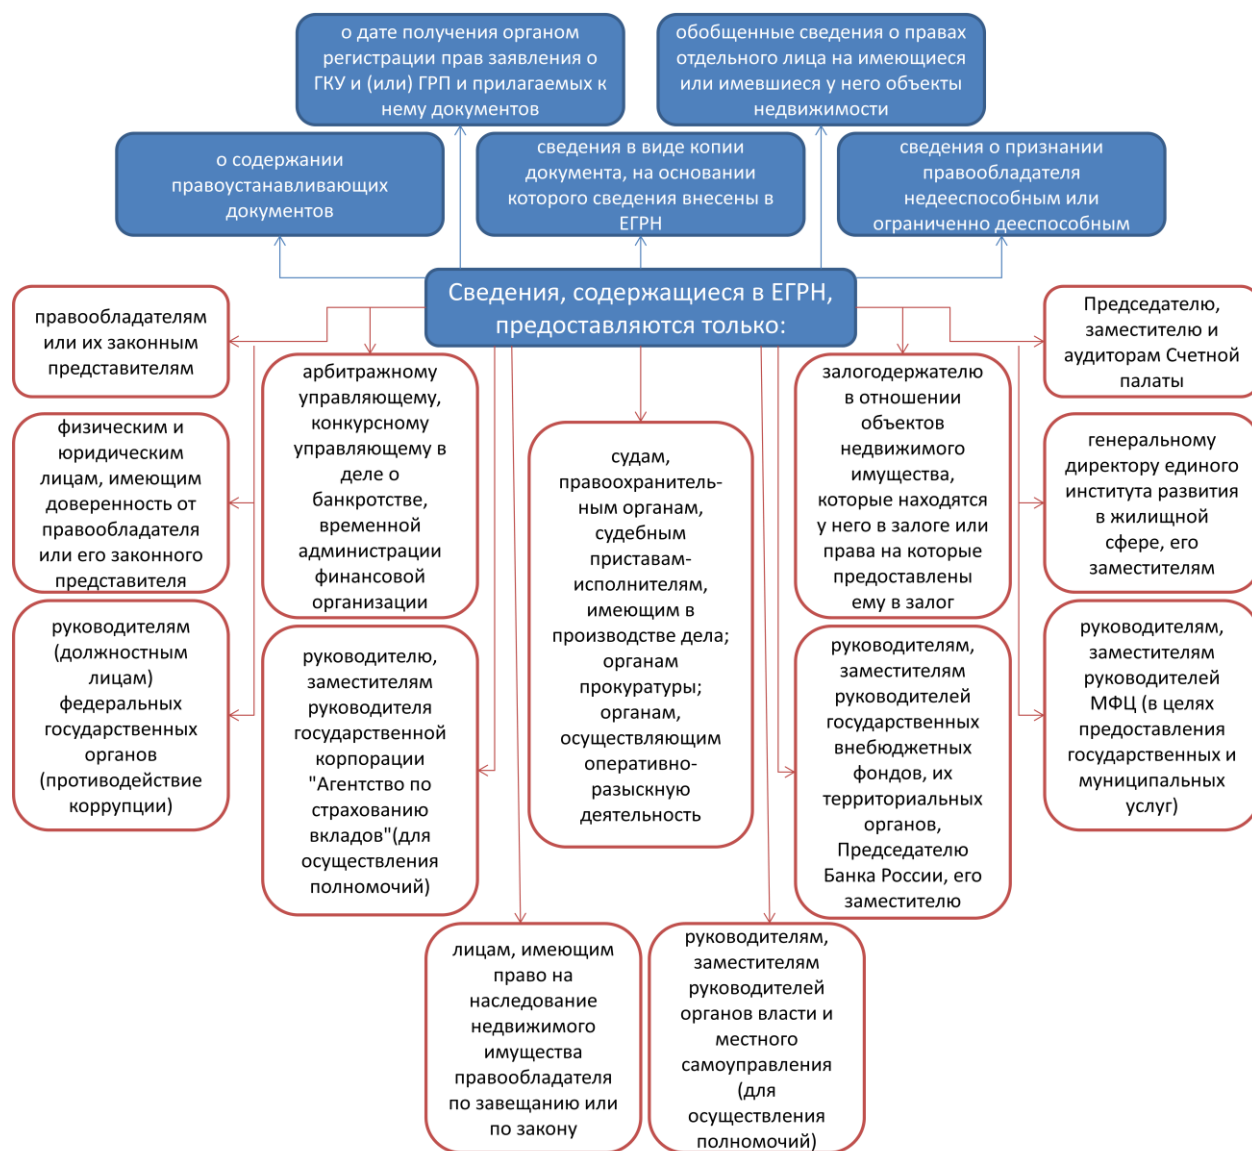 о дате получения органом
регистрации прав заявления о
ГКУ и (или) ГРП и прилагаемых к
нему документов
обобщенные сведения о правах
отдельного лица на имеющиеся
или имевшиеся у него объекты
недвижимости
о содержании
правоустанавливающих
документов
сведения в виде копии
документа, на основании
которого сведения внесены в
ЕГРН
сведения о признании
правообладателя
недееспособным или
ограниченно дееспособным
Сведения, содержащиеся в ЕГРН,
предоставляются только:
правообладателям
или их законным
представителям
арбитражному
управляющему,
конкурсному
управляющему в
деле о
банкротстве,
временной
администрации
финансовой
организации
судам,
правоохранитель-
ным органам,
судебным
приставам-
исполнителям,
имеющим в
производстве дела;
органам
прокуратуры;
органам,
осуществляющим
оперативно-
разыскную
деятельность
залогодержателю
в отношении
объектов
недвижимого
имущества,
которые находятся
у него в залоге или
права на которые
предоставлены
ему в залог
Председателю,
заместителю и
аудиторам Счетной
палаты
физическим и
юридическим
лицам, имеющим
доверенность от
правообладателя
или его законного
представителя
генеральному
директору единого
института развития
в жилищной
сфере, его
заместителям
руководителям
(должностным
лицам)
федеральных
государственных
органов
(противодействие
коррупции)
руководителю,
заместителям
руководителя
государственной
корпорации
"Агентство по
страхованию
вкладов"(для
осуществления
полномочий)
руководителям,
заместителям
руководителей
государственных
внебюджетных
фондов, их
территориальных
органов,
Председателю
Банка России, его
заместителю
руководителям,
заместителям
руководителей
МФЦ (в целях
предоставления
государственных и
муниципальных
услуг)
лицам, имеющим
право на
наследование
недвижимого
имущества
правообладателя
по завещанию или
по закону
руководителям,
заместителям
руководителей
органов власти и
местного
самоуправления
(для
осуществления
полномочий)